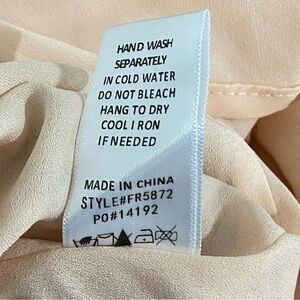 HAND WASH
SEPARATELY
IN COLD WATER
DO NOT BLEACH
HANG TO DRY
COOL IRON
IF NEEDED
MADE IN CHINA
STYLE#FR5872
PO#14192